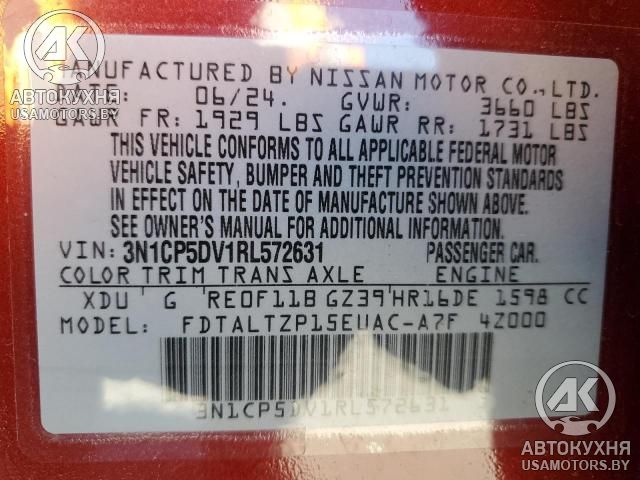 MANUFACTURED BY NISSAN MOTOR CO., LTD.
06/24. GVWR: 3660 LBS
GAWR FR: 1929 LBS GAWR RR: 1731 LBS
THIS VEHICLE CONFORMS TO ALL APPLICABLE FEDERAL MOTOR
VEHICLE SAFETY, BUMPER AND THEFT PREVENTION STANDARDS
IN EFFECT ON THE DATE OF MANUFACTURE SHOWN ABOVE.
SEE OWNER'S MANUAL FOR ADDITIONAL INFORMATION.
VIN: 3N1CP5DV1RL572631 PASSENGER CAR.
COLOR TRIM TRANS AXLE ENGINE
XDU G RE0F11B GZ39 HR16DE 1598 CC
MODEL: FDTALTZP15EUAC-A7F 4Z000
3N1CP5DV1RL572631
АК
АВТОКУХНЯ
USAMOTORS.BY
АК
АВТОКУХНЯ
USAMOTORS.BY